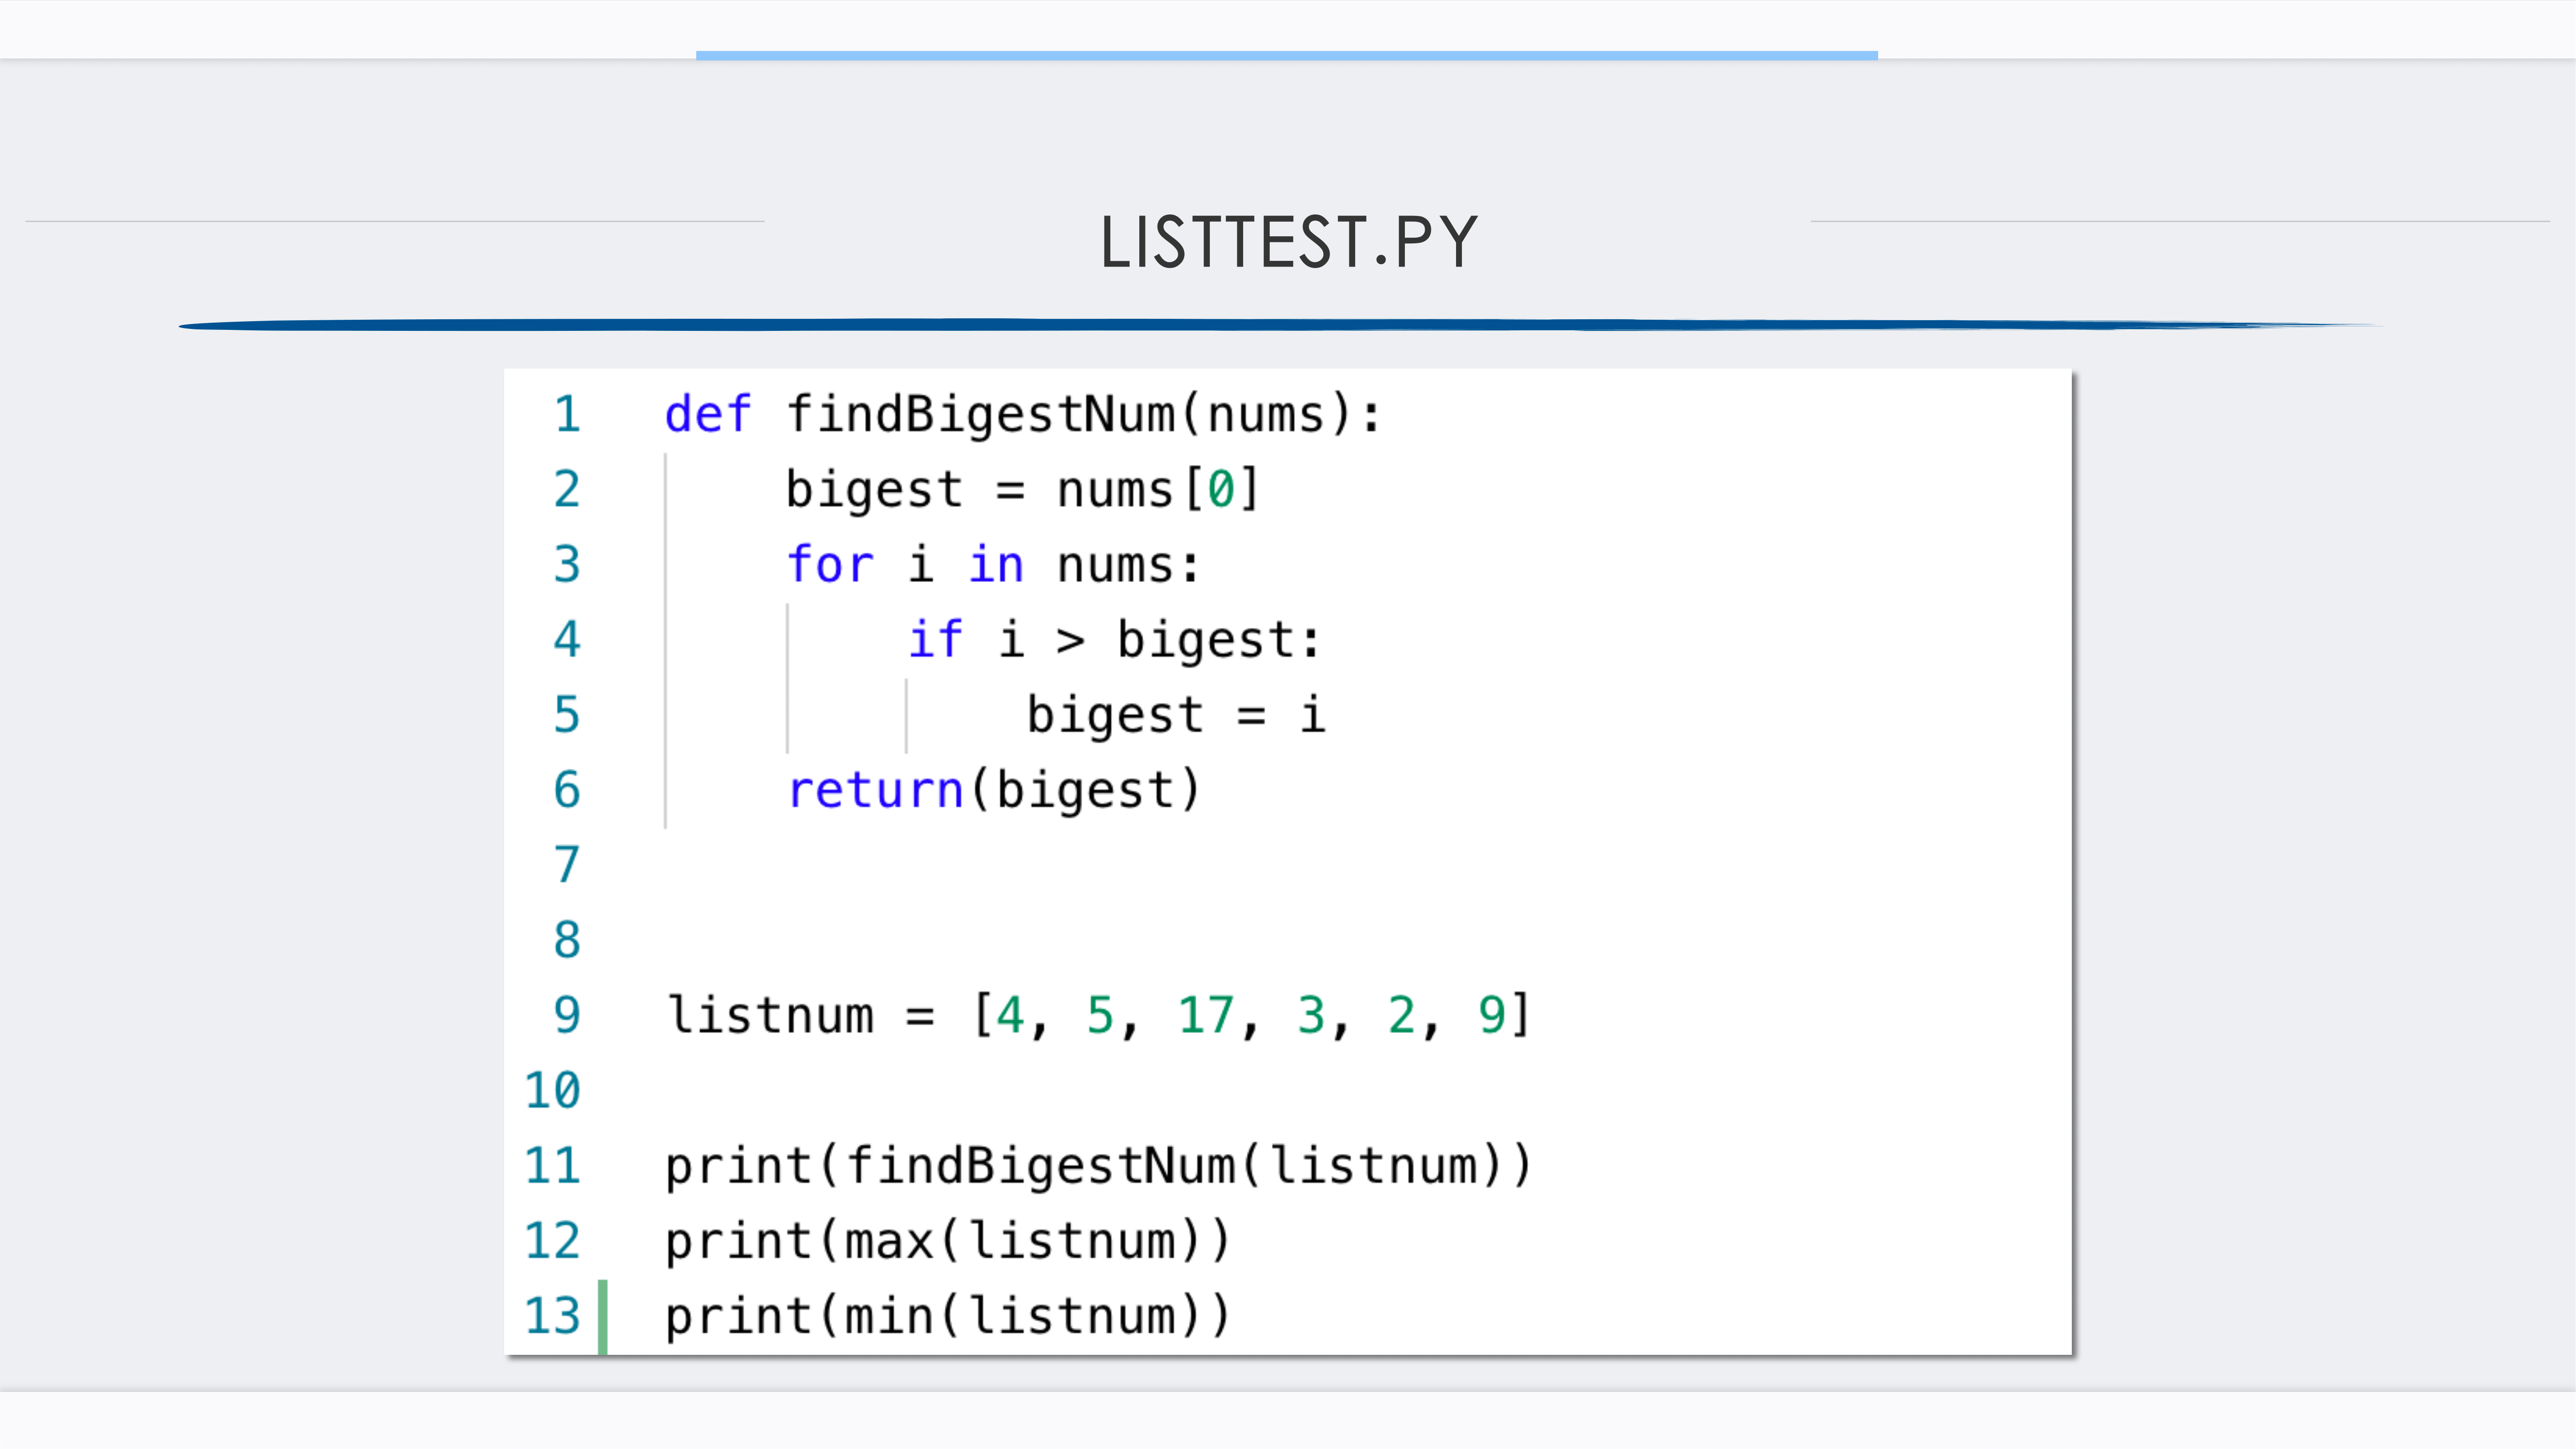 LISTTEST.PY
1 def findBigestNum(nums):
2     bigest = nums[0]
3     for i in nums:
4         if i > bigest:
5             bigest = i
6     return(bigest)
7
8
9 listnum = [4, 5, 17, 3, 2, 9]
10
11 print(findBigestNum(listnum))
12 print(max(listnum))
13 print(min(listnum))